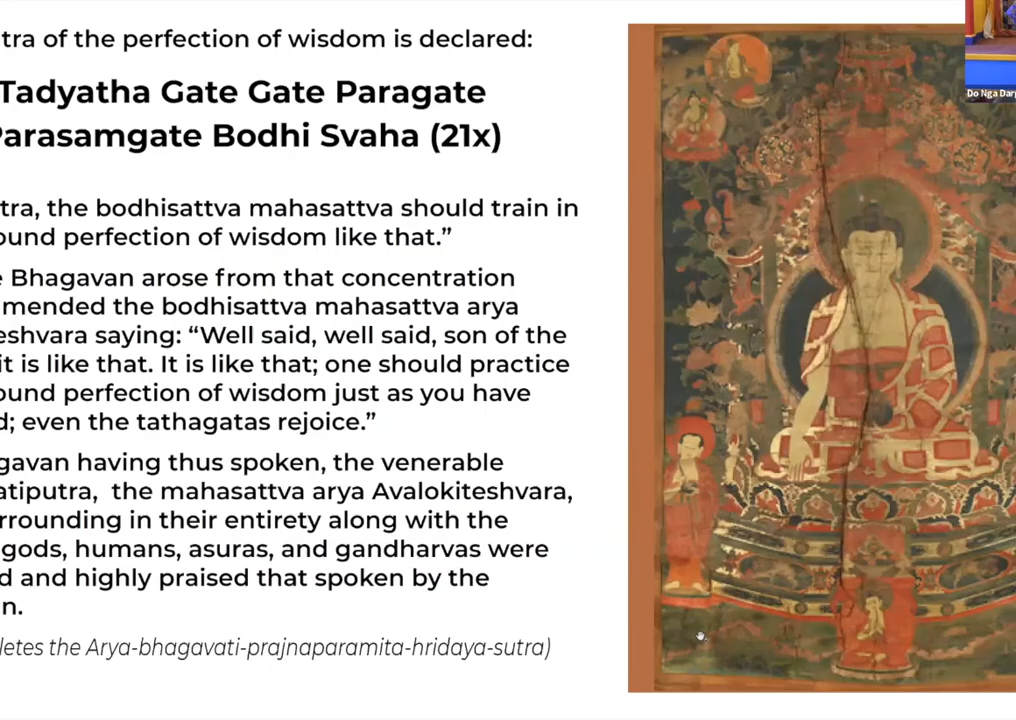 tra of the perfection of wisdom is declared:
Tadyatha Gate Gate Paragate
Parasamgate Bodhi Svaha (21x)
tra, the bodhisattva mahasattva should train in
ound perfection of wisdom like that.”
e Bhagavan arose from that concentration
mended the bodhisattva mahasattva arya
eshvara saying: “Well said, well said, son of the
it is like that. It is like that; one should practice
ound perfection of wisdom just as you have
d; even the tathagatas rejoice.”
gavan having thus spoken, the venerable
atiputra, the mahasattva arya Avalokiteshvara,
rrounding in their entirety along with the
gods, humans, asuras, and gandharvas were
d and highly praised that spoken by the
n.
letes the Arya-bhagavati-prajnaparamita-hridaya-sutra)
Do Nga Darg